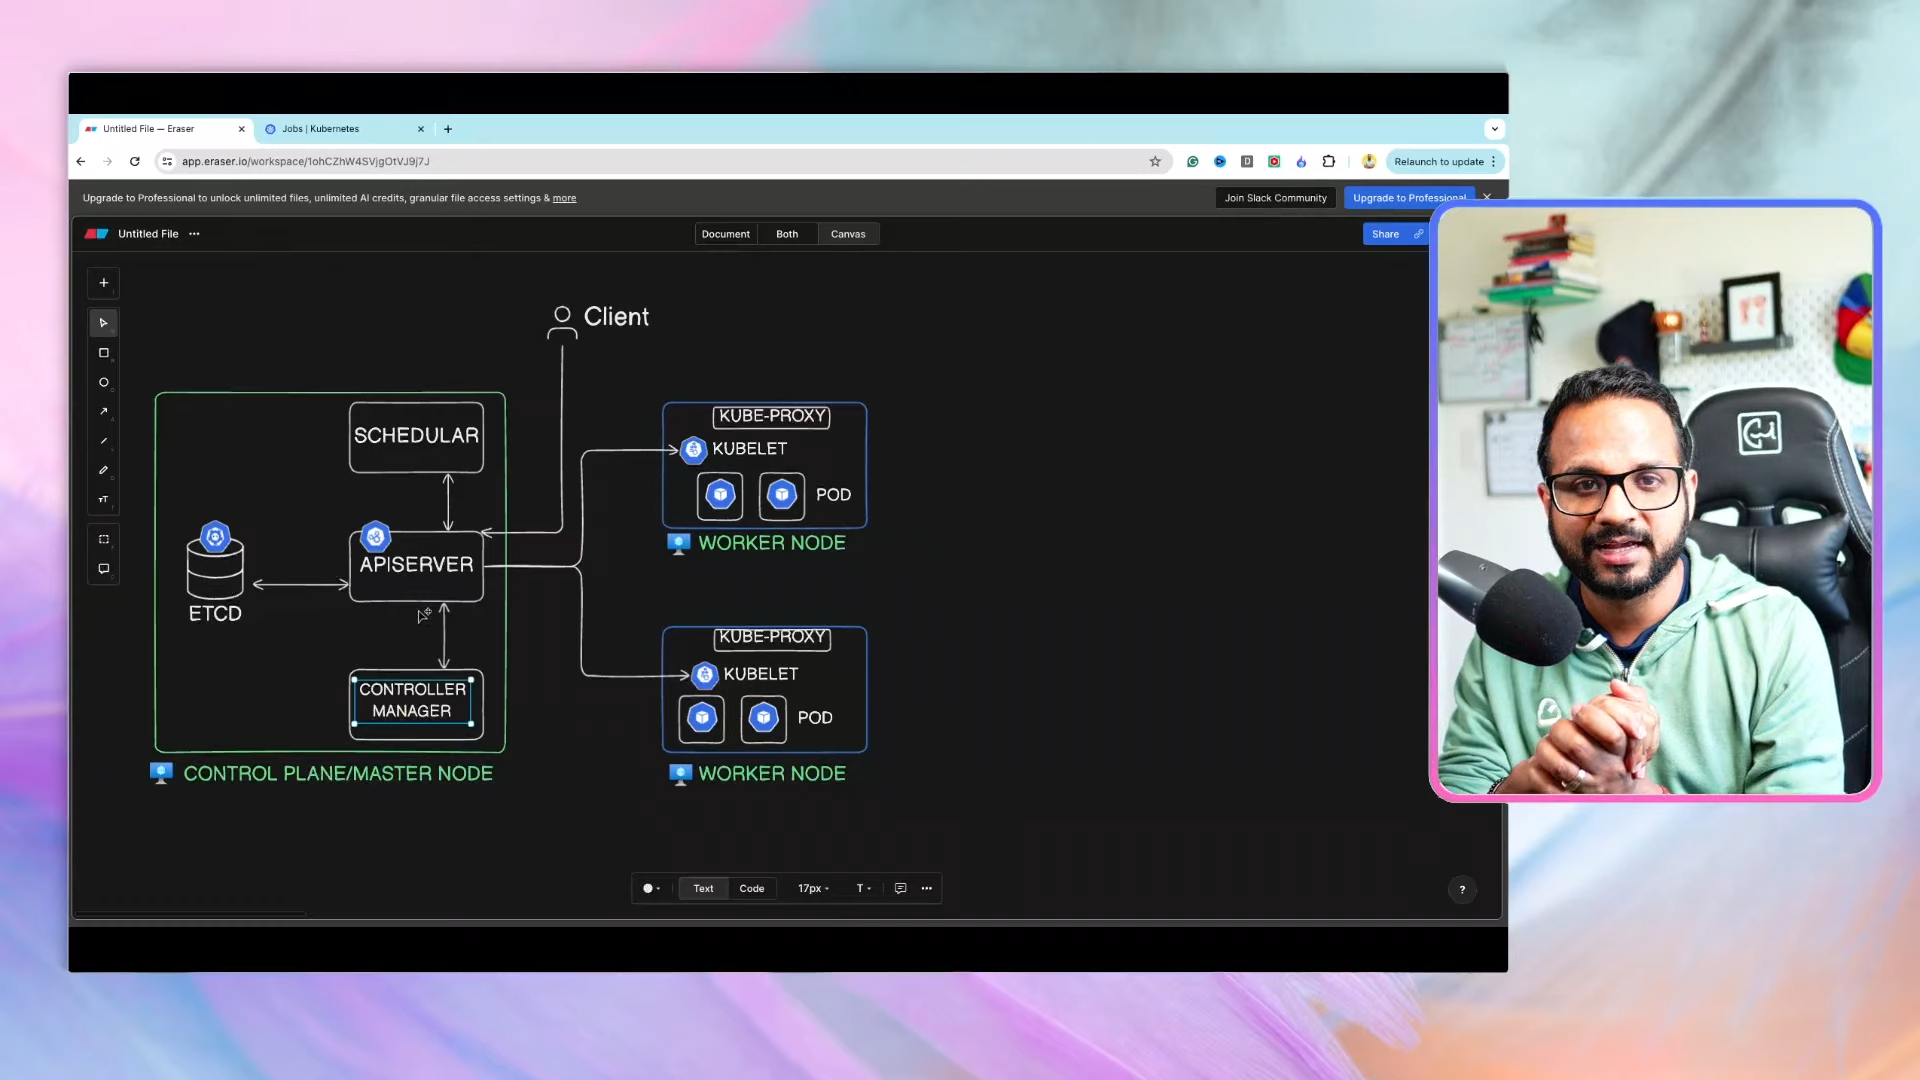 Untitled File — Eraser
Jobs | Kubernetes
app.eraser.io/workspace/1ohCZhW4SVjgOtVJ9j7J
Relaunch to update
Upgrade to Professional to unlock unlimited files, unlimited AI credits, granular file access settings & more
Join Slack Community
Upgrade to Professional
Untitled File
Document
Both
Canvas
Share
Client
SCHEDULAR
KUBE-PROXY
KUBELET
POD
WORKER NODE
APISERVER
ETCD
KUBE-PROXY
KUBELET
POD
WORKER NODE
CONTROLLER
MANAGER
CONTROL PLANE/MASTER NODE
Text
Code
17px
T
?